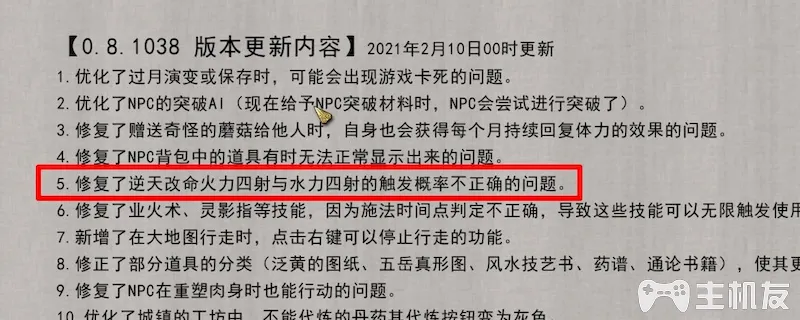 【0.8.1038 版本更新内容】2021年2月10日00时更新
1. 优化了过月演变或保存时，可能会出现游戏卡死的问题。
2. 优化了NPC的突破AI（现在给予NPC突破材料时，NPC会尝试进行突破了）。
3. 修复了赠送奇怪的蘑菇给他人时，自身也会获得每个月持续回复体力的效果的问题。
4. 修复了NPC背包中的道具有时无法正常显示出来的问题。
5. 修复了逆天改命火力四射与水力四射的触发概率不正确的问题。
6. 修复了业火术、灵影指等技能，因为施法时间点判定不正确，导致这些技能可以无限触发使用
7. 新增了在大地图行走时，点击右键可以停止行走的功能。
8. 修正了部分道具的分类（泛黄的图纸、五岳真形图、风水技艺书、药谱、通论书籍），使其更
9. 修复了NPC在重塑肉身时也能行动的问题。
10. 优化了城镇的工坊中，不能代炼的丹药其代炼按钮变为灰色。
主机友